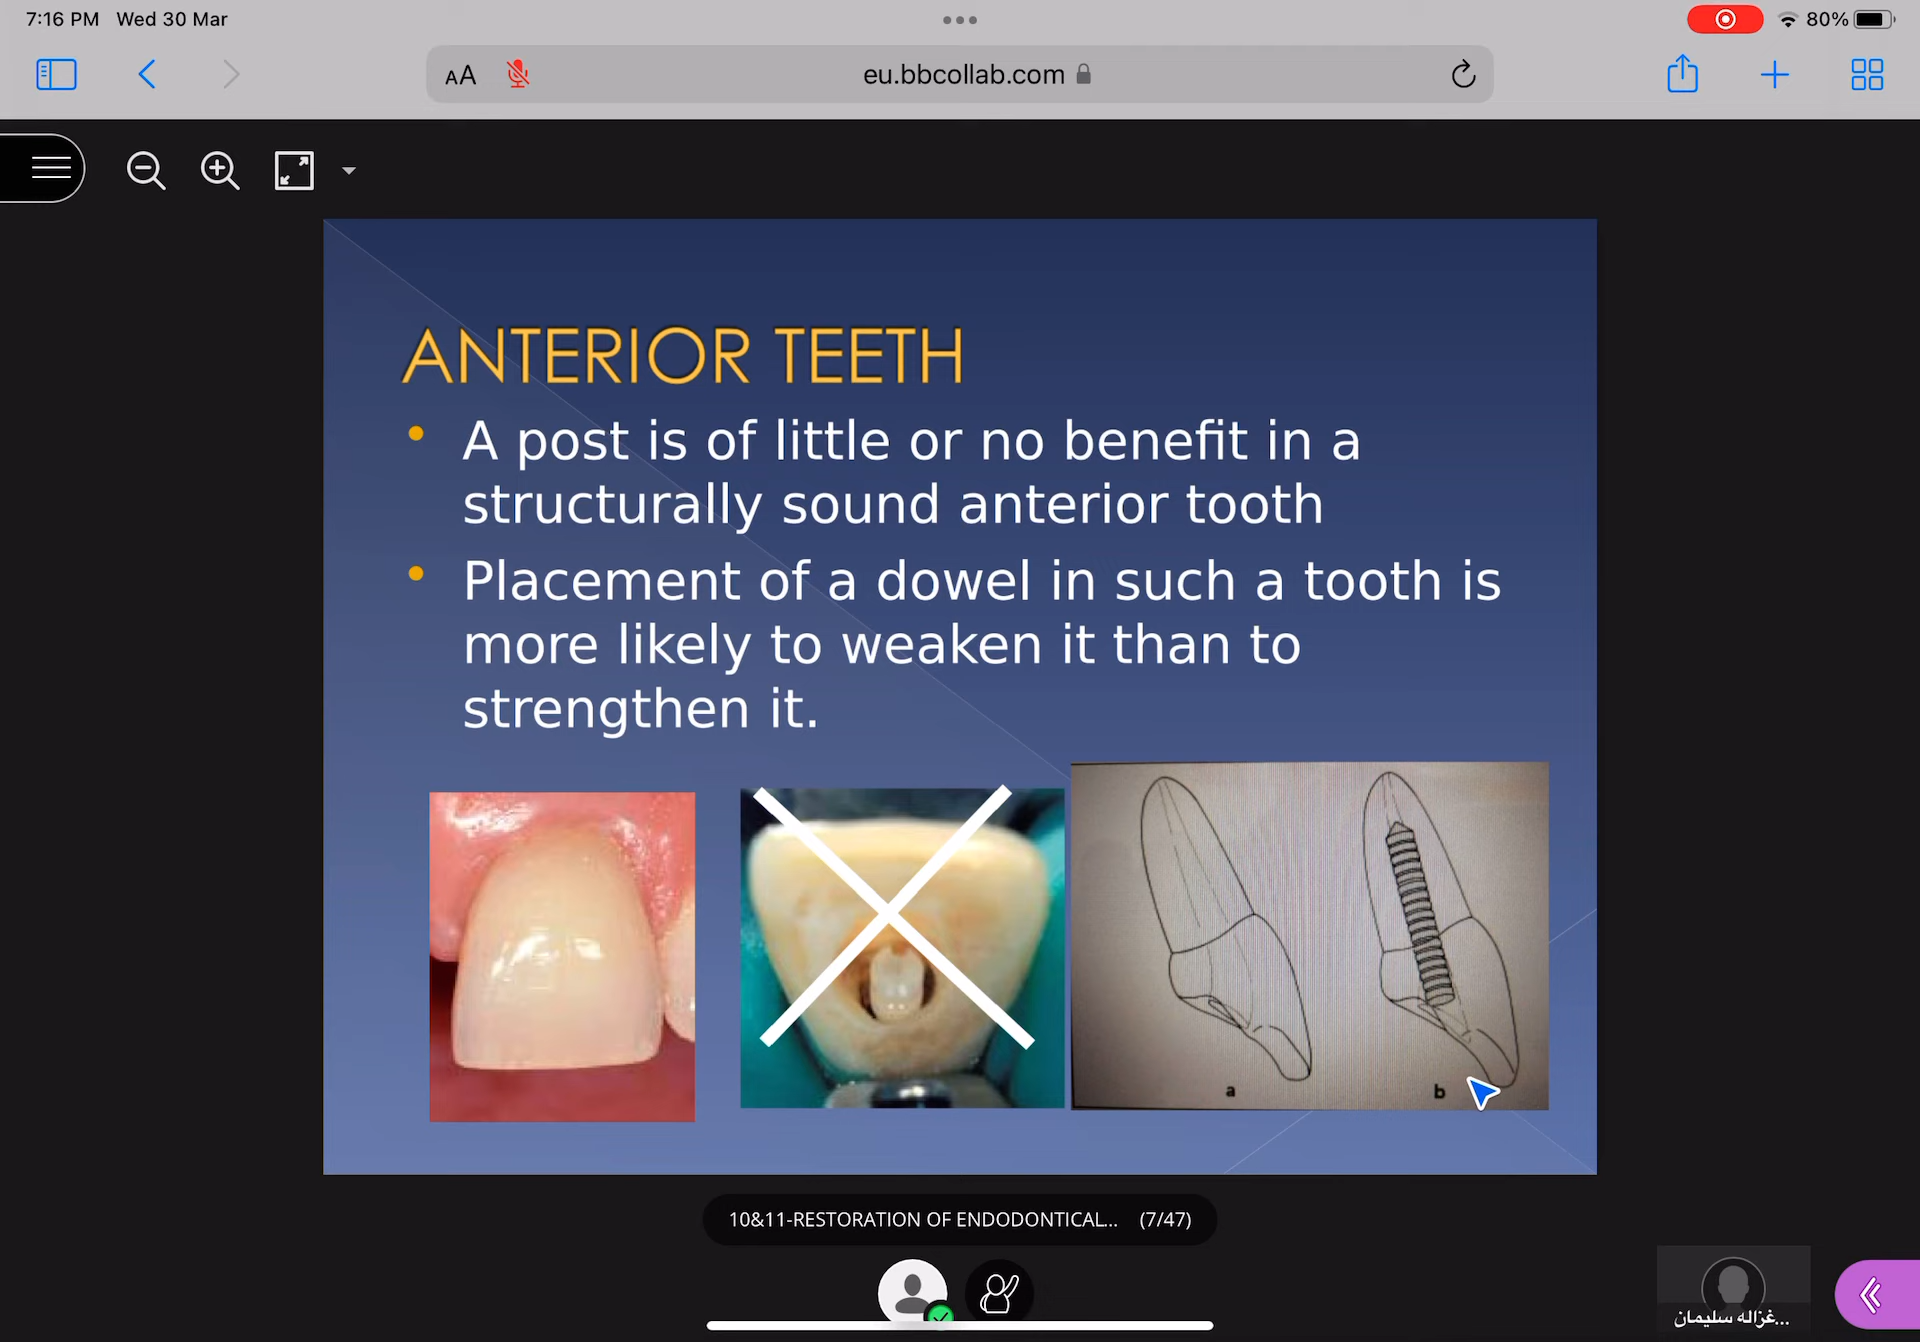 7:16 PM Wed 30 Mar
80%
AA
eu.bbcollab.com
ANTERIOR TEETH
• A post is of little or no benefit in a
structurally sound anterior tooth
• Placement of a dowel in such a tooth is
more likely to weaken it than to
strengthen it.
a
b
10&11-RESTORATION OF ENDODONTICAL... (7/47)
غزاله سليمان...